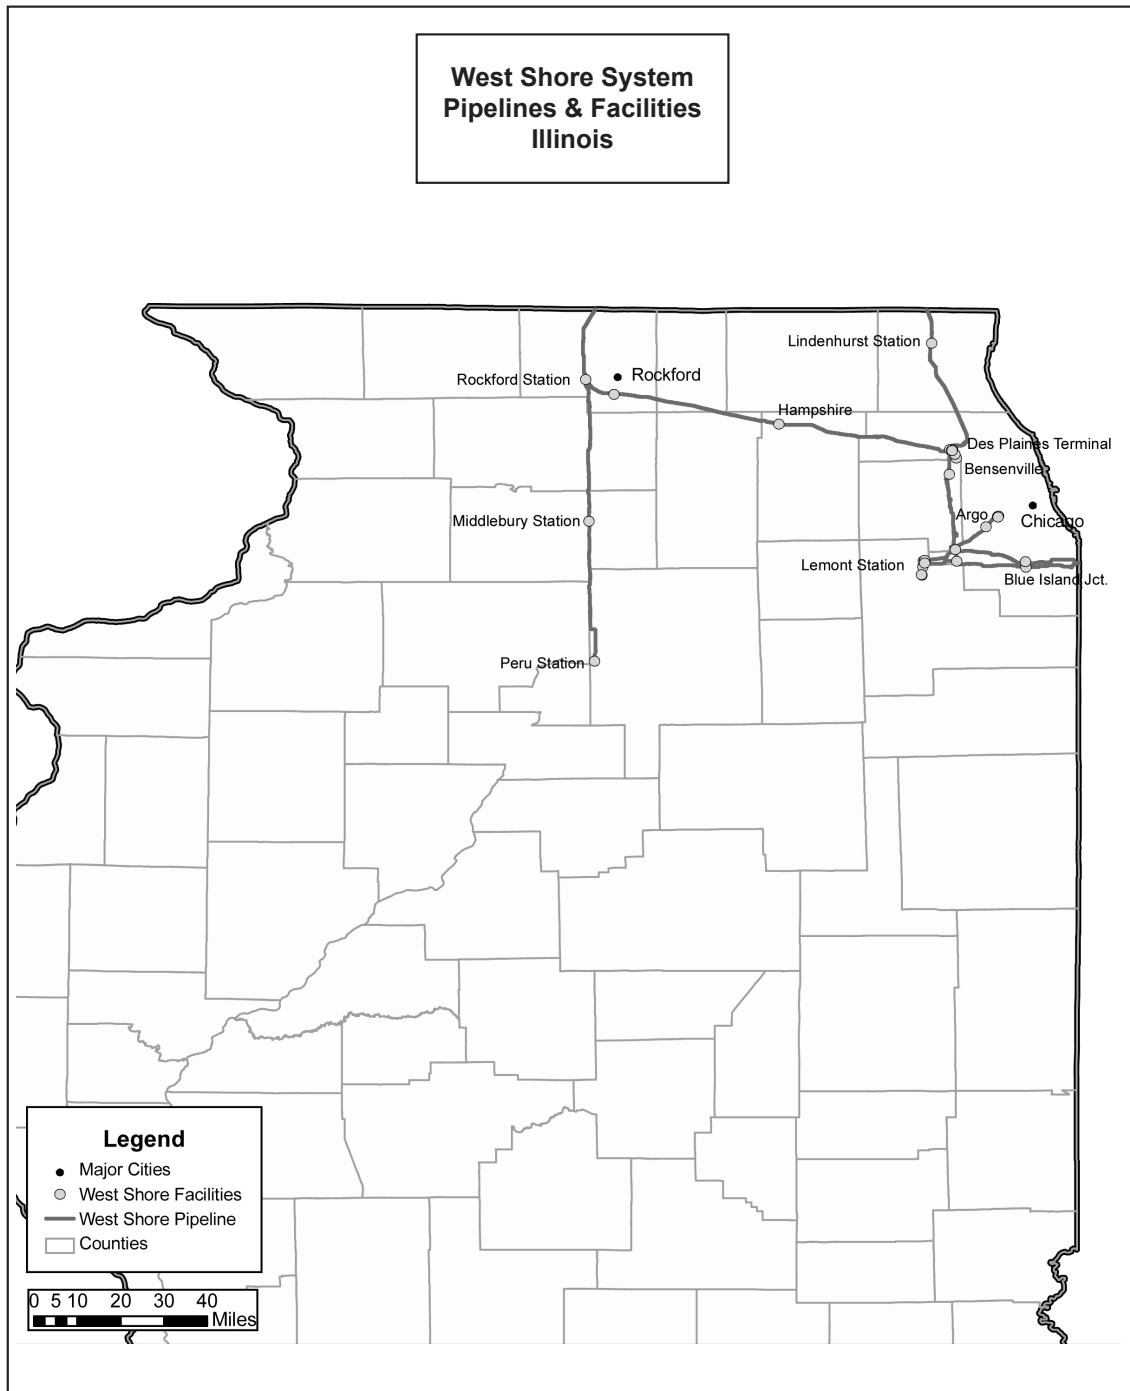 West Shore System
Pipelines & Facilities
Illinois
Lindenhurst Station
Rockford Station
Rockford
Hampshire
Des Plaines Terminal
Bensenville
Argo
Chicago
Middlebury Station
Lemont Station
Blue Island Jct.
Peru Station
Legend
Major Cities
West Shore Facilities
West Shore Pipeline
Counties
0 5 10 20 30 40
Miles